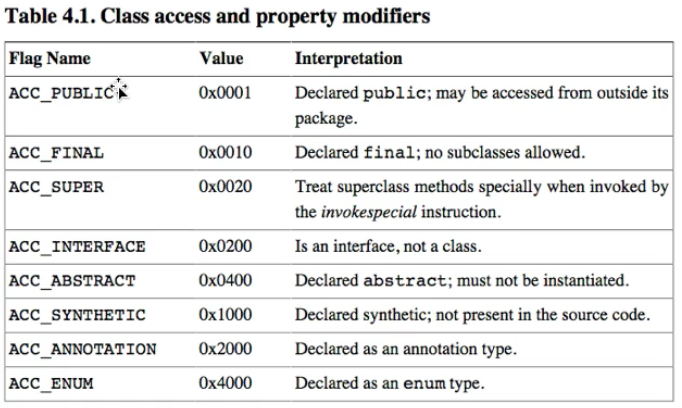 Table 4.1. Class access and property modifiers
Flag Name Value Interpretation
ACC_PUBLIC 0x0001 Declared public; may be accessed from outside its
package.
ACC_FINAL 0x0010 Declared final; no subclasses allowed.
ACC_SUPER 0x0020 Treat superclass methods specially when invoked by
the invokespecial instruction.
ACC_INTERFACE 0x0200 Is an interface, not a class.
ACC_ABSTRACT 0x0400 Declared abstract; must not be instantiated.
ACC_SYNTHETIC 0x1000 Declared synthetic; not present in the source code.
ACC_ANNOTATION 0x2000 Declared as an annotation type.
ACC_ENUM 0x4000 Declared as an enum type.